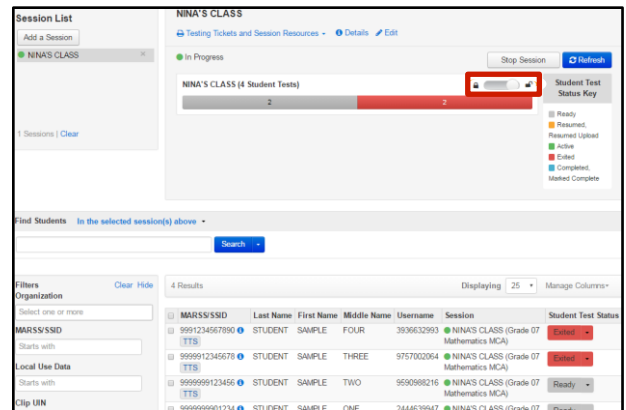 Session List
Add a Session
NINA'S CLASS ×
1 Sessions | Clear
NINA'S CLASS
Testing Tickets and Session Resources Details Edit
In Progress
Stop Session Refresh
NINA'S CLASS (4 Student Tests)
2 2
Student Test
Status Key
Ready
Resumed,
Resumed Upload
Active
Exited
Completed,
Marked Complete
Find Students In the selected session(s) above
Search
Filters Clear Hide
Organization
Select one or more
MARSS/SSID
Starts with
Local Use Data
Starts with
Clip UIN
4 Results Displaying 25 Manage Columns
MARSS/SSID Last Name First Name Middle Name Username Session Student Test Status
9991234567890 STUDENT SAMPLE FOUR 3936632993 NINA'S CLASS (Grade 07 Exited
TTS Mathematics MCA)
9999912345678 STUDENT SAMPLE THREE 9757002064 NINA'S CLASS (Grade 07 Exited
TTS Mathematics MCA)
9999999123456 STUDENT SAMPLE TWO 9590988216 NINA'S CLASS (Grade 07 Ready
TTS Mathematics MCA)
9999999901234 STUDENT SAMPLE ONE 2444639947 NINA'S CLASS (Grade 07 Ready